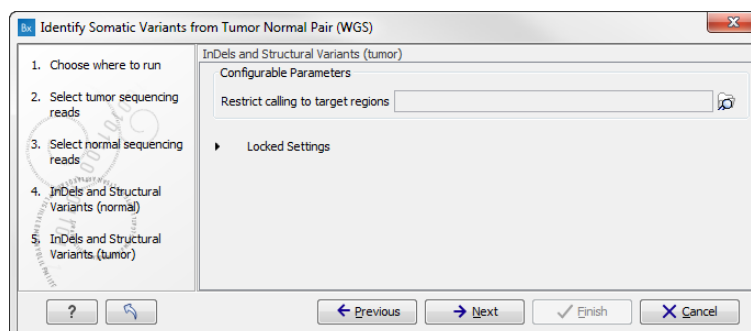 Bx Identify Somatic Variants from Tumor Normal Pair (WGS)
x
1. Choose where to run
2. Select tumor sequencing
reads
3. Select normal sequencing
reads
4. InDels and Structural
Variants (normal)
5. InDels and Structural
Variants (tumor)
InDels and Structural Variants (tumor)
Configurable Parameters
Restrict calling to target regions
Locked Settings
?
Previous
Next
Finish
Cancel